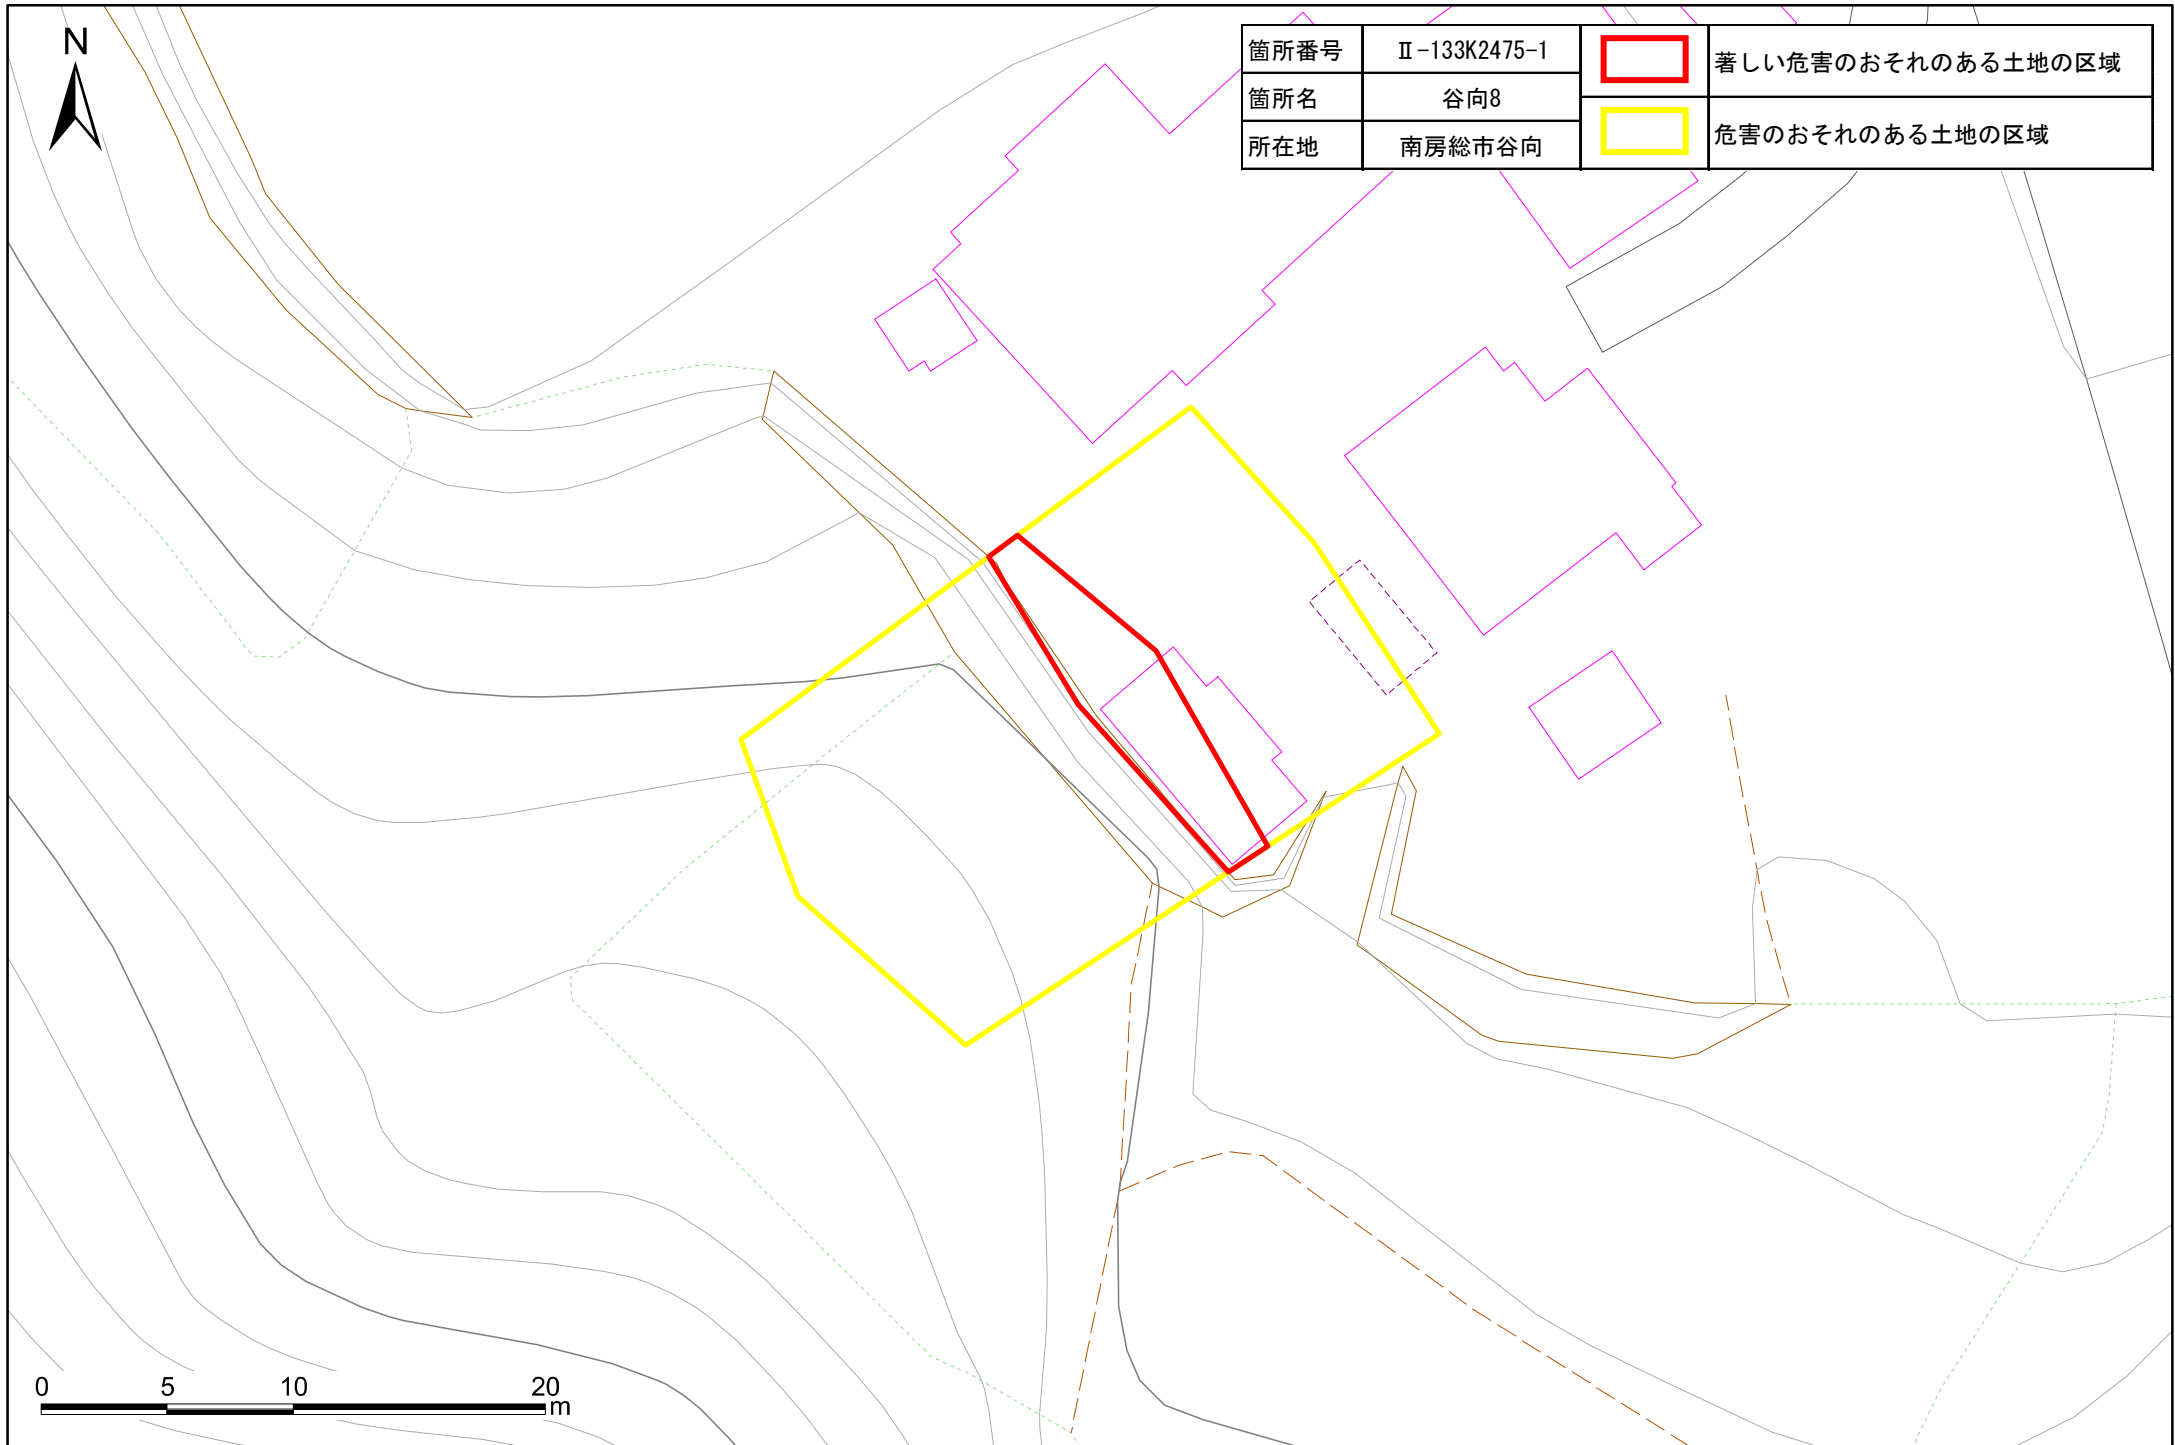 N
箇所番号 Ⅱ-133K2475-1
箇所名 谷向8
所在地 南房総市谷向
著しい危害のおそれのある土地の区域
危害のおそれのある土地の区域
0 5 10 20
m